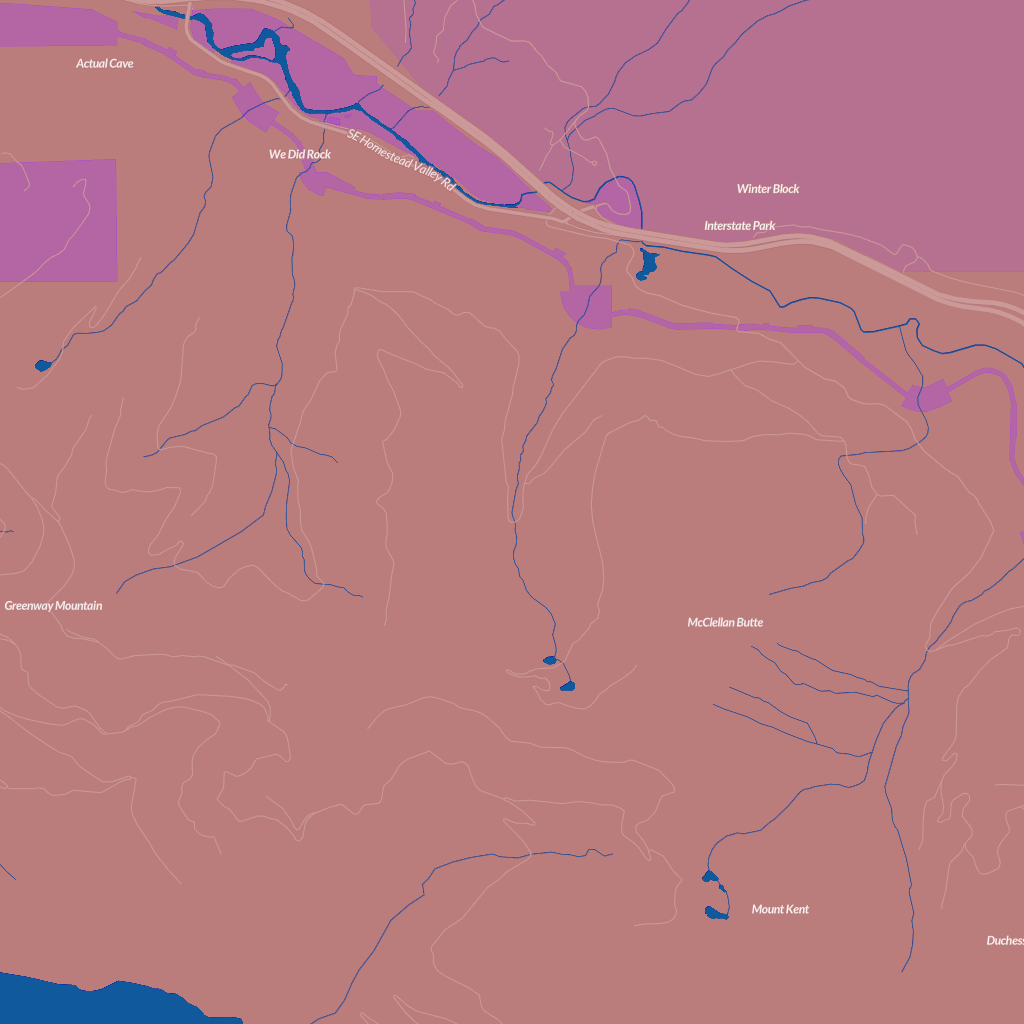 Actual Cave
SE Homestead Valley Rd
We Did Rock
Winter Block
Interstate Park
Greenway Mountain
McClellan Butte
Mount Kent
Duchess